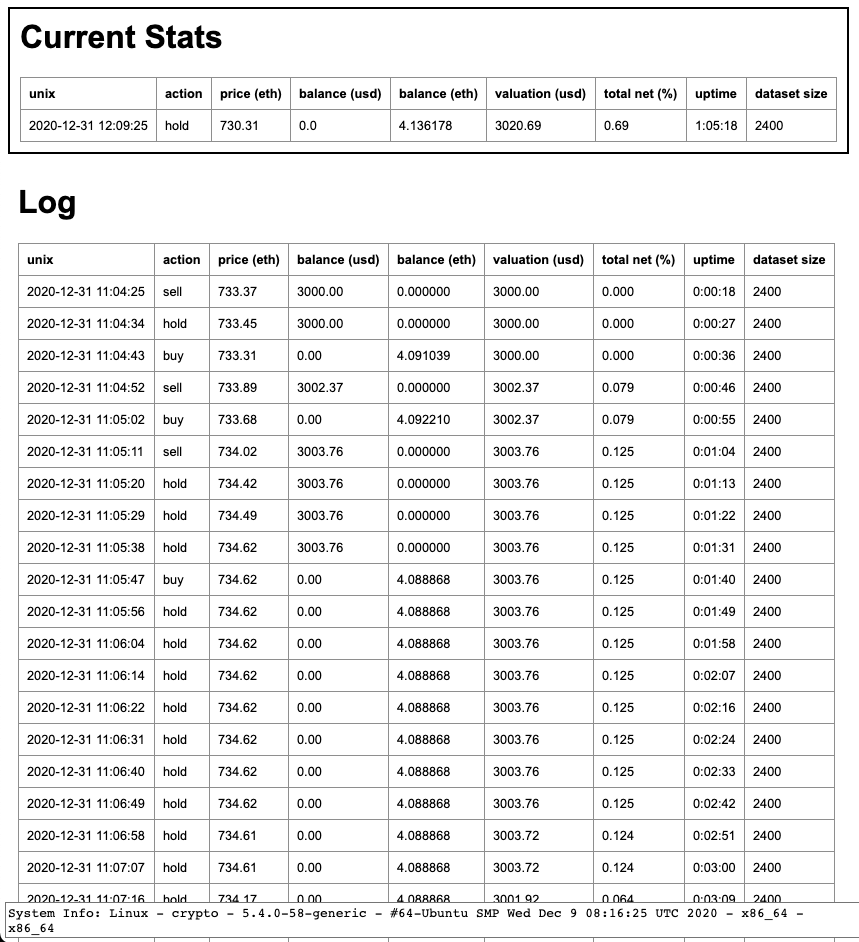 Current Stats
unix action price (eth) balance (usd) balance (eth) valuation (usd) total net (%) uptime dataset size
2020-12-31 12:09:25 hold 730.31 0.0 4.136178 3020.69 0.69 1:05:18 2400
Log
unix action price (eth) balance (usd) balance (eth) valuation (usd) total net (%) uptime dataset size
2020-12-31 11:04:25 sell 733.37 3000.00 0.000000 3000.00 0.000 0:00:18 2400
2020-12-31 11:04:34 hold 733.45 3000.00 0.000000 3000.00 0.000 0:00:27 2400
2020-12-31 11:04:43 buy 733.31 0.00 4.091039 3000.00 0.000 0:00:36 2400
2020-12-31 11:04:52 sell 733.89 3002.37 0.000000 3002.37 0.079 0:00:46 2400
2020-12-31 11:05:02 buy 733.68 0.00 4.092210 3002.37 0.079 0:00:55 2400
2020-12-31 11:05:11 sell 734.02 3003.76 0.000000 3003.76 0.125 0:01:04 2400
2020-12-31 11:05:20 hold 734.42 3003.76 0.000000 3003.76 0.125 0:01:13 2400
2020-12-31 11:05:29 hold 734.49 3003.76 0.000000 3003.76 0.125 0:01:22 2400
2020-12-31 11:05:38 hold 734.62 3003.76 0.000000 3003.76 0.125 0:01:31 2400
2020-12-31 11:05:47 buy 734.62 0.00 4.088868 3003.76 0.125 0:01:40 2400
2020-12-31 11:05:56 hold 734.62 0.00 4.088868 3003.76 0.125 0:01:49 2400
2020-12-31 11:06:04 hold 734.62 0.00 4.088868 3003.76 0.125 0:01:58 2400
2020-12-31 11:06:14 hold 734.62 0.00 4.088868 3003.76 0.125 0:02:07 2400
2020-12-31 11:06:22 hold 734.62 0.00 4.088868 3003.76 0.125 0:02:16 2400
2020-12-31 11:06:31 hold 734.62 0.00 4.088868 3003.76 0.125 0:02:24 2400
2020-12-31 11:06:40 hold 734.62 0.00 4.088868 3003.76 0.125 0:02:33 2400
2020-12-31 11:06:49 hold 734.62 0.00 4.088868 3003.76 0.125 0:02:42 2400
2020-12-31 11:06:58 hold 734.61 0.00 4.088868 3003.72 0.124 0:02:51 2400
2020-12-31 11:07:07 hold 734.61 0.00 4.088868 3003.72 0.124 0:03:00 2400
2020-12-31 11:07:16 hold 734.17 0.00 4.088868 3001.92 0.064 0:03:09 2400
System Info: Linux - crypto - 5.4.0-58-generic - #64-Ubuntu SMP Wed Dec 9 08:16:25 UTC 2020 - x86_64 -
x86_64